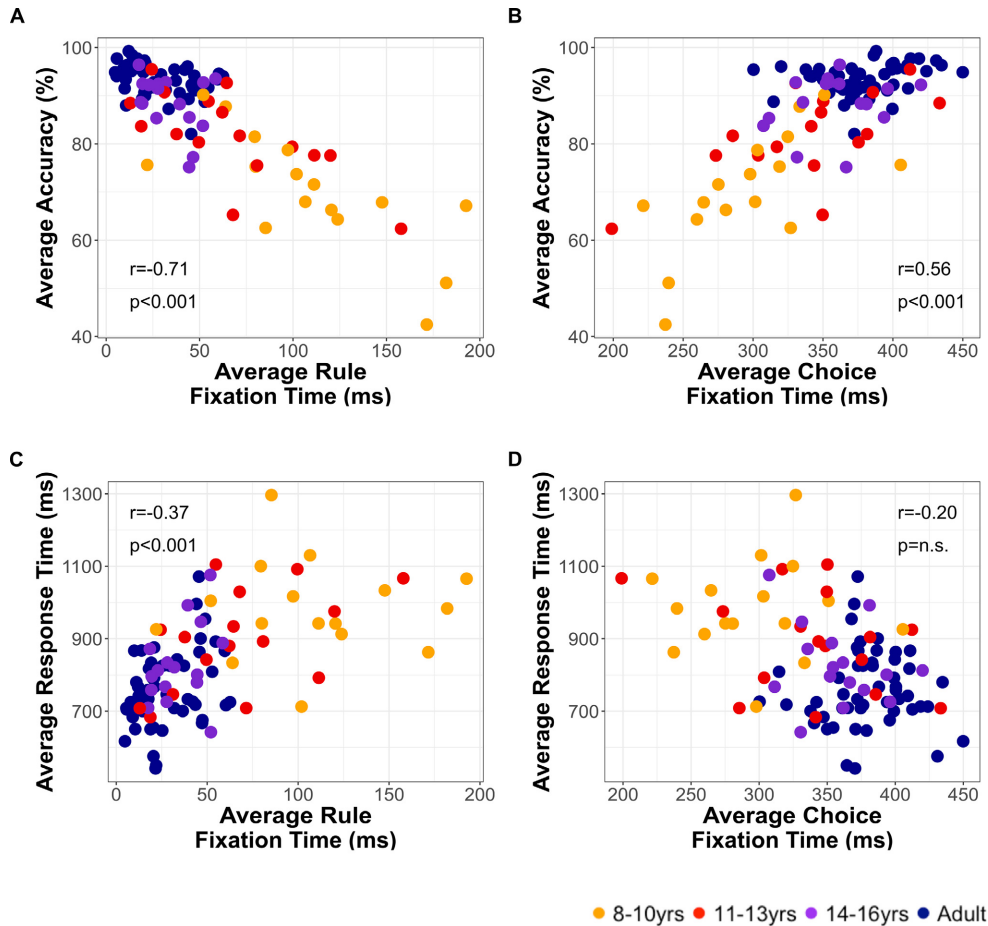 A
Average Accuracy (%)
100
80
60
40
r=-0.71
p<0.001
0
50
100
150
200
Average Rule
Fixation Time (ms)
B
Average Accuracy (%)
100
80
60
40
r=0.56
p<0.001
200
250
300
350
400
450
Average Choice
Fixation Time (ms)
C
Average Response Time (ms)
1300
1100
900
700
r=-0.37
p<0.001
0
50
100
150
200
Average Rule
Fixation Time (ms)
D
Average Response Time (ms)
1300
1100
900
700
r=-0.20
p=n.s.
200
250
300
350
400
450
Average Choice
Fixation Time (ms)
8-10yrs
11-13yrs
14-16yrs
Adult